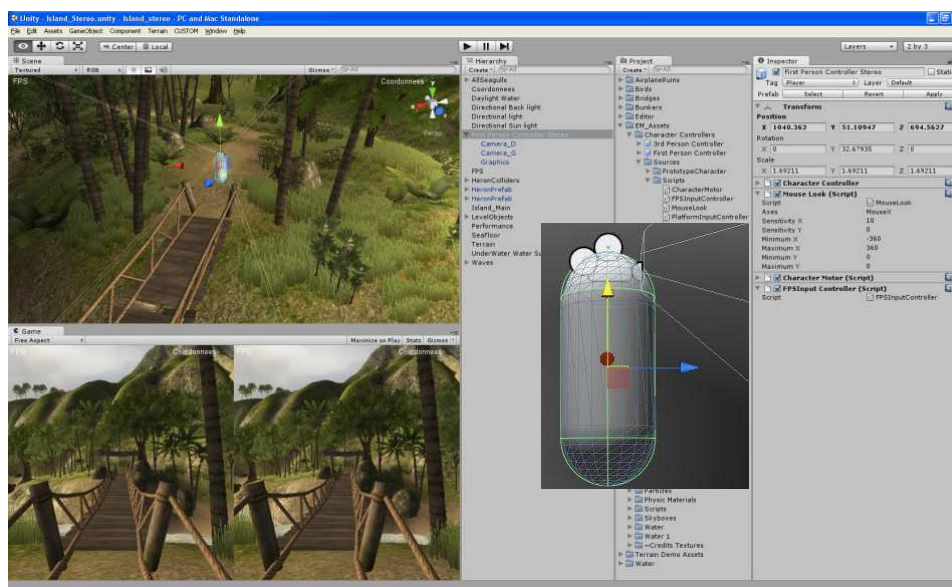 Unity - Island_Stereo.unity - Island_stereo - PC and Mac Standalone
File Edit Assets GameObject Component Terrain CUSTOM Window Help
Center Local
Layers 2 by 3
Scene
Textured RGB Gizmos All
FPS Coordonnees
y
Persp
Game
Free Aspect Maximize on Play Stats Gizmos
FPS Coordonnees Coordonnees
Hierarchy
Create All
AllSeagulls
Coordonnees
Daylight Water
Directional Back light
Directional light
Directional Sun light
First Person Controller Stereo
Camera_D
Camera_G
Graphics
FPS
HeronColliders
HeronPrefab
HeronPrefab
Island_Main
LevelObjects
Performance
SeaFloor
Terrain
UnderWater Water Su
Waves
Project
Create All
AirplaneRuins
Birds
Bridges
Bunkers
Editor
EM_Assets
Character Controllers
3rd Person Controller
First Person Controller
Sources
PrototypeCharacter
Scripts
CharacterMotor
FPSInputController
MouseLook
PlatformInputController
Particles
Physic Materials
Scripts
Skyboxes
Water
Water 1
~Credits Textures
Terrain Demo Assets
Water
Inspector
First Person Controller Stereo Stati
Tag Player Layer Default
Prefab Select Revert Apply
Transform
Position
X 1040.362 Y 51.10947 Z 694.5627
Rotation
X 0 Y 32.67935 Z 0
Scale
X 1.69211 Y 1.69211 Z 1.69211
Character Controller
Mouse Look (Script)
Script MouseLook
Axes MouseX
Sensitivity X 10
Sensitivity Y 0
Minimum X -360
Maximum X 360
Minimum Y 0
Maximum Y 0
Character Motor (Script)
FPSInput Controller (Script)
Script FPSInputController